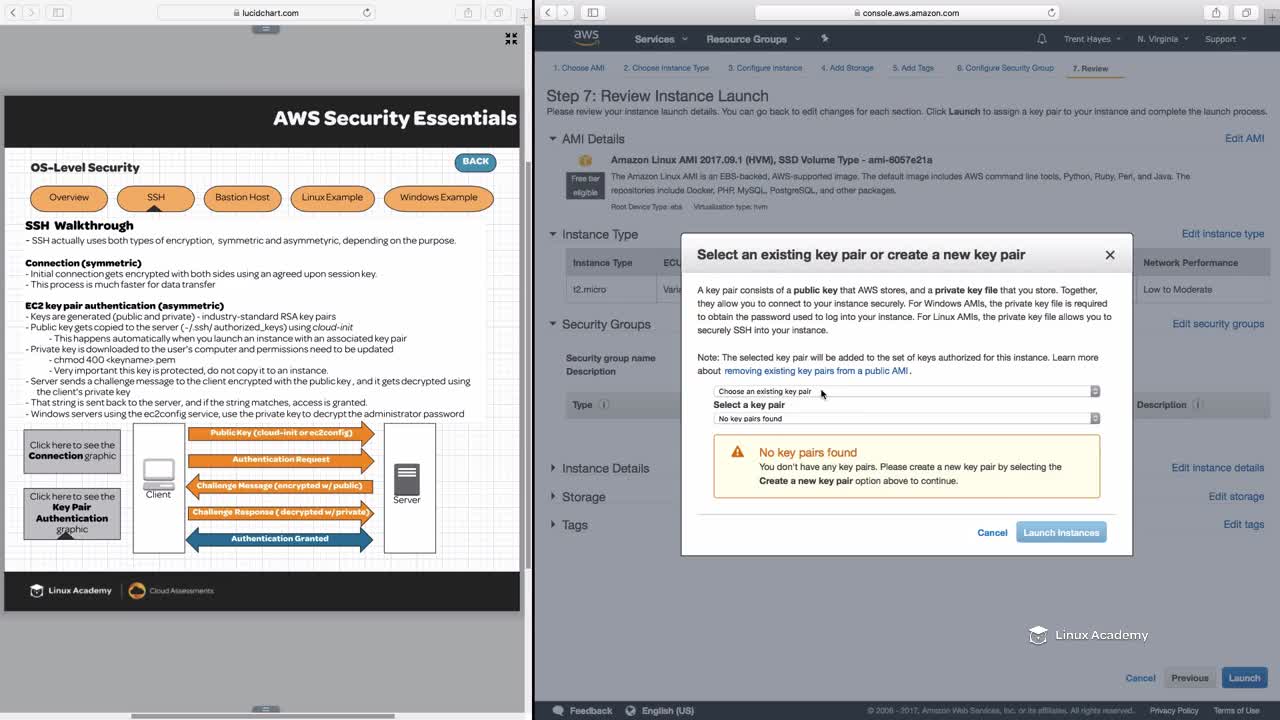 lucidchart.com
AWS Security Essentials
BACK
OS-Level Security
Overview
SSH
Bastion Host
Linux Example
Windows Example
SSH Walkthrough
- SSH actually uses both types of encryption, symmetric and asymmetyric, depending on the purpose.
Connection (symmetric)
- Initial connection gets encrypted with both sides using an agreed upon session key.
- This process is much faster for data transfer
EC2 key pair authentication (asymmetric)
- Keys are generated (public and private) - industry-standard RSA key pairs
- Public key gets copied to the server (~/.ssh/ authorized_keys) using cloud-init
- This happens automatically when you launch an instance with an associated key pair
- Private key is downloaded to the user's computer and permissions need to be updated
- chmod 400 <keyname>.pem
- Very important this key is protected, do not copy it to an instance.
- Server sends a challenge message to the client encrypted with the public key, and it gets decrypted using
the client's private key
- That string is sent back to the server, and if the string matches, access is granted.
- Windows servers using the ec2config service, use the private key to decrypt the administrator password
Click here to see the
Connection graphic
Click here to see the
Key Pair
Authentication
graphic
Client
Public Key (cloud-init or ec2config)
Authentication Request
Challenge Message (encrypted w/ public)
Challenge Response (decrypted w/ private)
Authentication Granted
Server
Linux Academy
Cloud Assessments
console.aws.amazon.com
aws
Services
Resource Groups
Trent Hayes
N. Virginia
Support
1. Choose AMI
2. Choose Instance Type
3. Configure Instance
4. Add Storage
5. Add Tags
6. Configure Security Group
7. Review
Step 7: Review Instance Launch
Please review your instance launch details. You can go back to edit changes for each section. Click Launch to assign a key pair to your instance and complete the launch process.
AMI Details
Edit AMI
Amazon Linux AMI 2017.09.1 (HVM), SSD Volume Type - ami-6057e21a
Free tier
eligible
The Amazon Linux AMI is an EBS-backed, AWS-supported image. The default image includes AWS command line tools, Python, Ruby, Perl, and Java. The
repositories include Docker, PHP, MySQL, PostgreSQL, and other packages.
Root Device Type: ebs Virtualization type: hvm
Instance Type
Edit instance type
Instance Type
Network Performance
t2.micro
Low to Moderate
Security Groups
Edit security groups
Security group name
Description
Type
Description
Instance Details
Edit instance details
Storage
Edit storage
Tags
Edit tags
Select an existing key pair or create a new key pair
A key pair consists of a public key that AWS stores, and a private key file that you store. Together,
they allow you to connect to your instance securely. For Windows AMIs, the private key file is required
to obtain the password used to log into your instance. For Linux AMIs, the private key file allows you to
securely SSH into your instance.
Note: The selected key pair will be added to the set of keys authorized for this instance. Learn more
about removing existing key pairs from a public AMI.
Choose an existing key pair
Select a key pair
No key pairs found
No key pairs found
You don't have any key pairs. Please create a new key pair by selecting the
Create a new key pair option above to continue.
Cancel
Launch Instances
Linux Academy
Cancel
Previous
Launch
Feedback
English (US)
© 2008 - 2017, Amazon Web Services, Inc. or its affiliates. All rights reserved.
Privacy Policy
Terms of Use